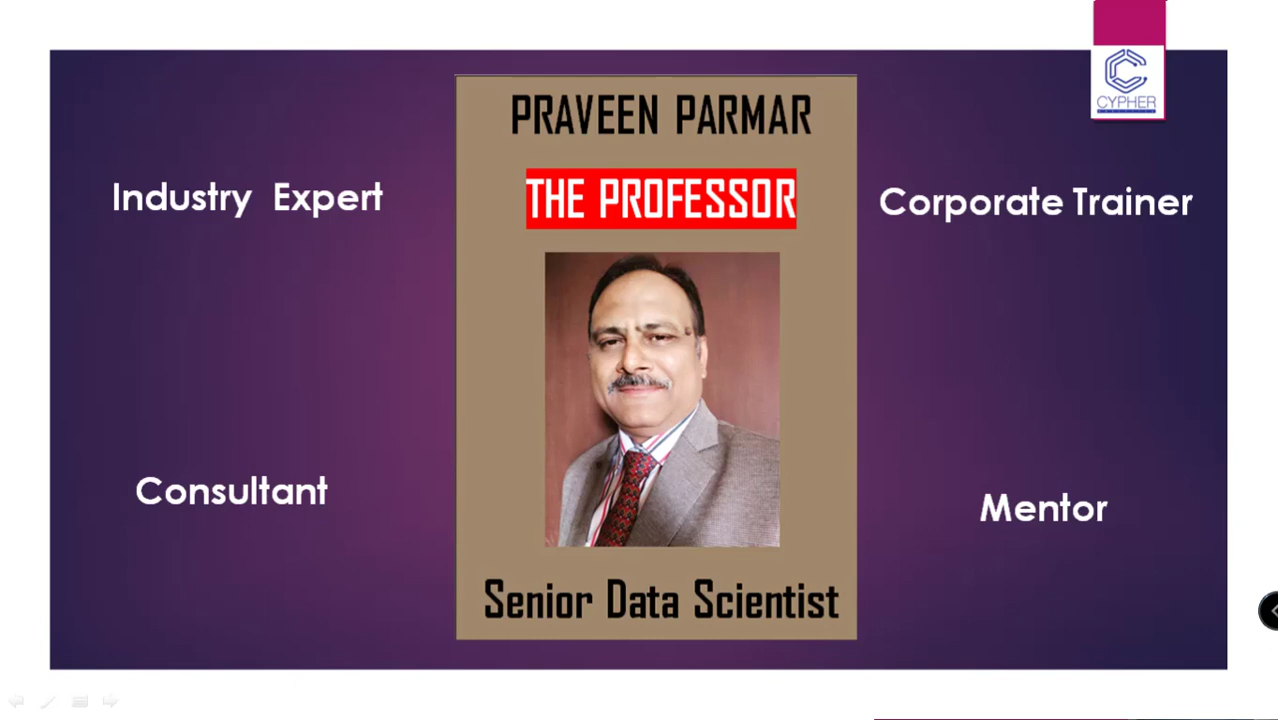 CYPHER
PRAVEEN PARMAR
THE PROFESSOR
Industry Expert
Corporate Trainer
Consultant
Mentor
Senior Data Scientist